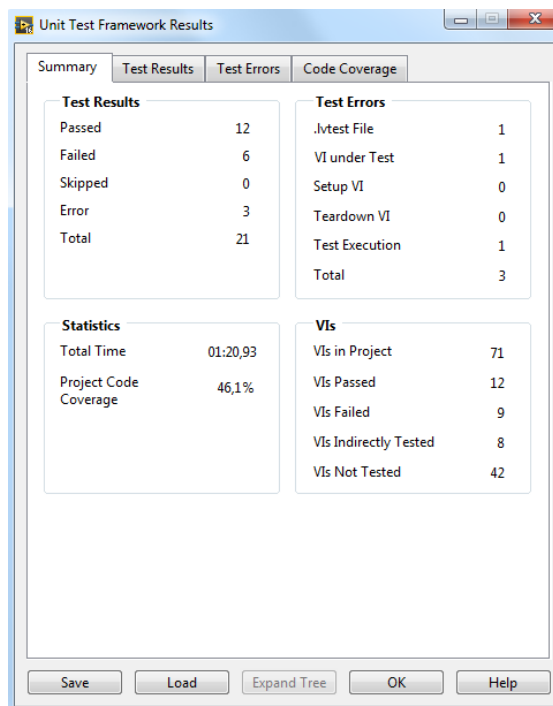 Unit Test Framework Results
Summary Test Results Test Errors Code Coverage
Test Results
Passed 12
Failed 6
Skipped 0
Error 3
Total 21
Test Errors
.lvtest File 1
VI under Test 1
Setup VI 0
Teardown VI 0
Test Execution 1
Total 3
Statistics
Total Time 01:20,93
Project Code
Coverage 46,1%
VIs
VIs in Project 71
VIs Passed 12
VIs Failed 9
VIs Indirectly Tested 8
VIs Not Tested 42
Save Load Expand Tree OK Help